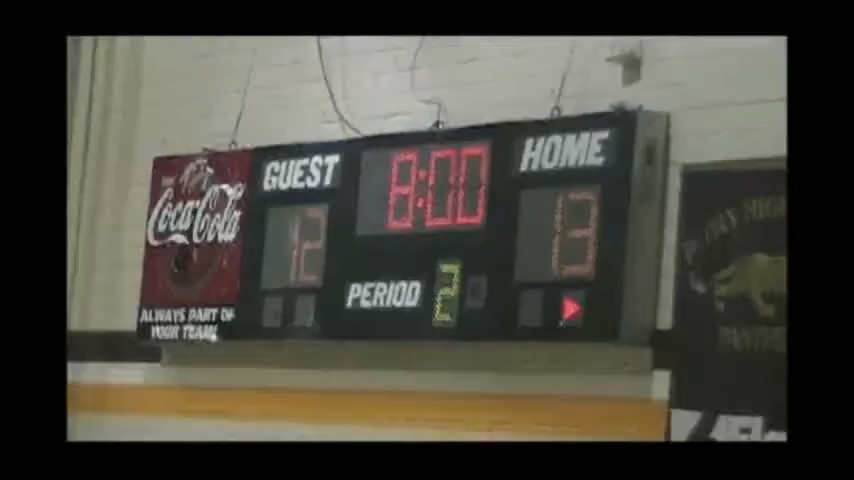 GUEST
8:00
HOME
Coca-Cola
12
13
PERIOD
2
ALWAYS PART OF
YOUR TEAM!